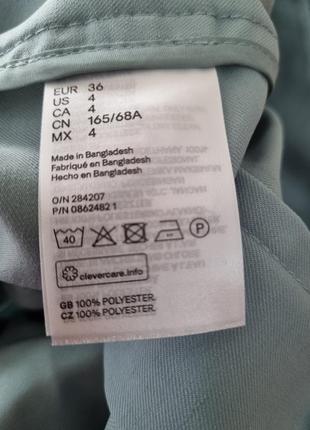 EUR 36
US 4
CA 4
CN 165/68A
MX 4
Made in Bangladesh
Fabriqué en Bangladesh
Hecho en Bangladesh
O/N 284207
P/N 0862482 1
40 P
clevercare.info
GB 100% POLYESTER.
CZ 100% POLYESTER.